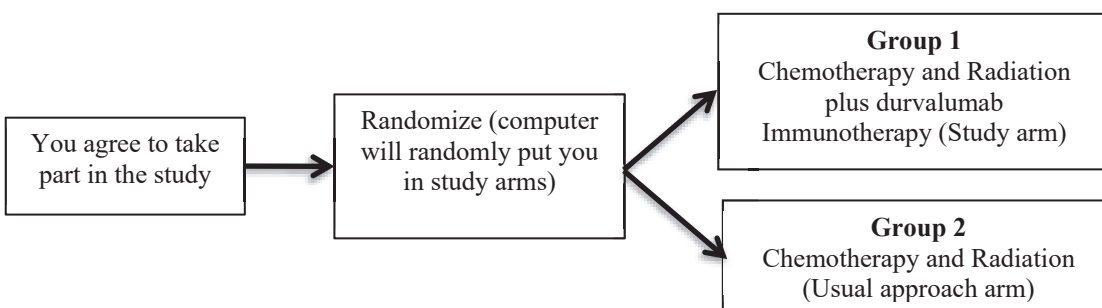 You agree to take
part in the study
Randomize (computer
will randomly put you
in study arms)
Group 1
Chemotherapy and Radiation
plus durvalumab
Immunotherapy (Study arm)
Group 2
Chemotherapy and Radiation
(Usual approach arm)